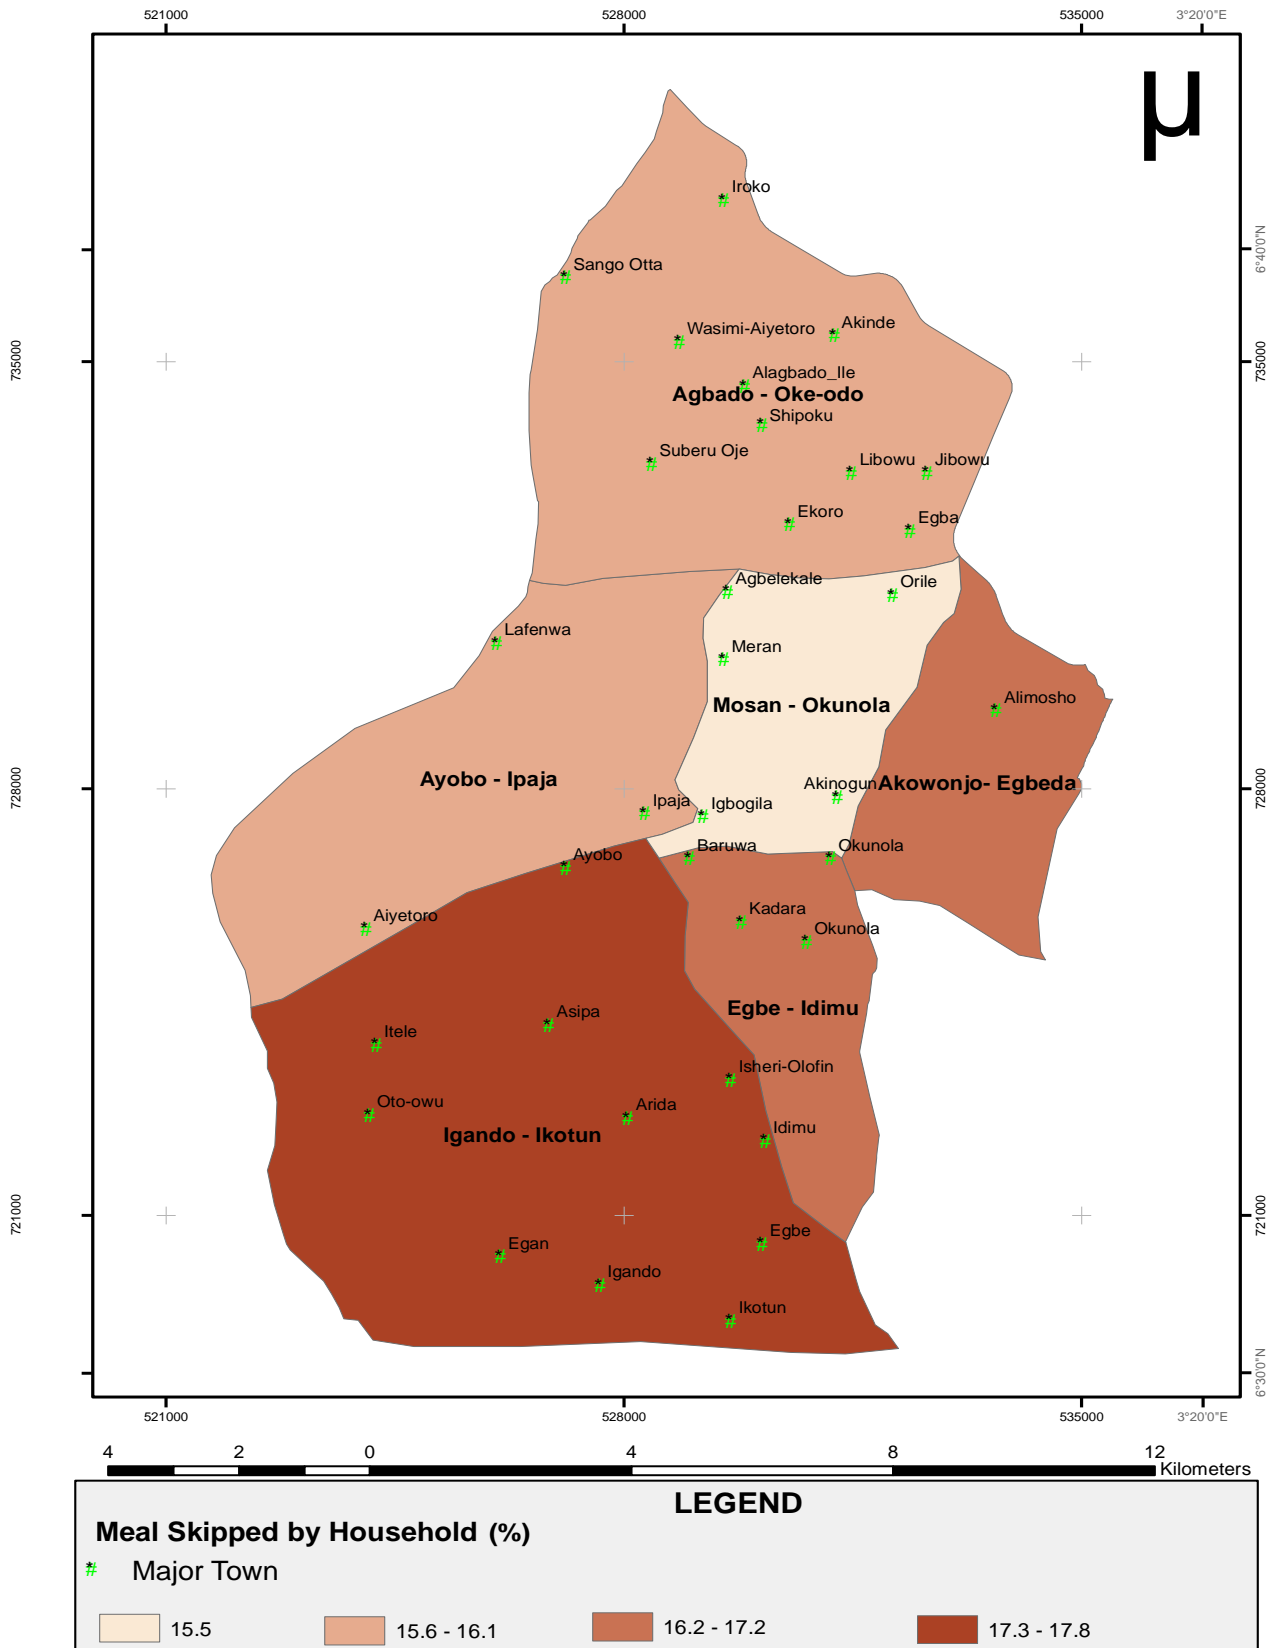 521000 528000 535000 3°20'0"E
µ
Iroko
6°40'0"N
Sango Otta
Akinde
Wasimi-Aiyetoro
735000 735000
Alagbado_Ile
Agbado - Oke-odo
Shipoku
Suberu Oje
Libowu Jibowu
Ekoro
Egba
Agbelekale Orile
Lafenwa
Meran
Alimosho
Mosan - Okunola
Ayobo - Ipaja
Akinogun Akowonjo- Egbeda
728000 728000
Ipaja Igbogila
Baruwa Okunola
Ayobo
Kadara
Aiyetoro
Okunola
Egbe - Idimu
Asipa
Itele
Isheri-Olofin
Oto-owu Arida
Idimu
Igando - Ikotun
721000 721000
Egbe
Egan
Igando
Ikotun
6°30'0"N
521000 528000 535000 3°20'0"E
4 2 0 4 8 12
Kilometers
LEGEND
Meal Skipped by Household (%)
Major Town
15.5 15.6 - 16.1 16.2 - 17.2 17.3 - 17.8